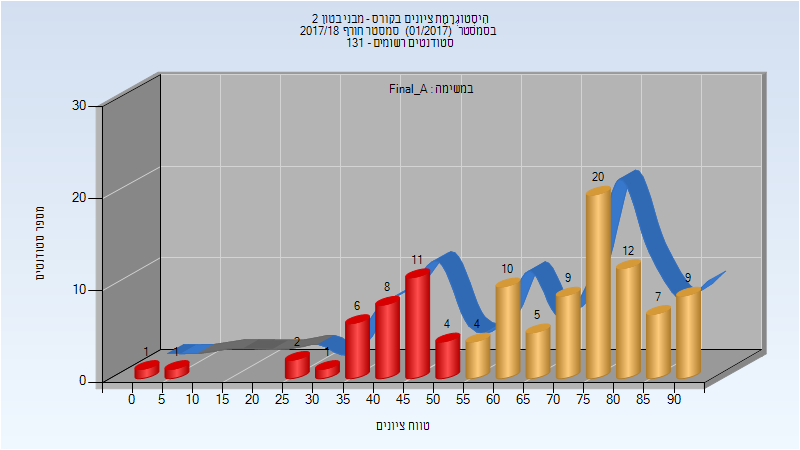 היסטוגרמת ציונים בקורס - מבני בטון 2
בסמסטר (01/2017) סמסטר חורף 2017/18
סטודנטים רשומים - 131
במשימה : Final_A
מספר סטודנטים
30
20
10
0
1 1 2 1 6 8 11 4 4 10 5 9 20 12 7 9
0 5 10 15 20 25 30 35 40 45 50 55 60 65 70 75 80 85 90
טווח ציונים